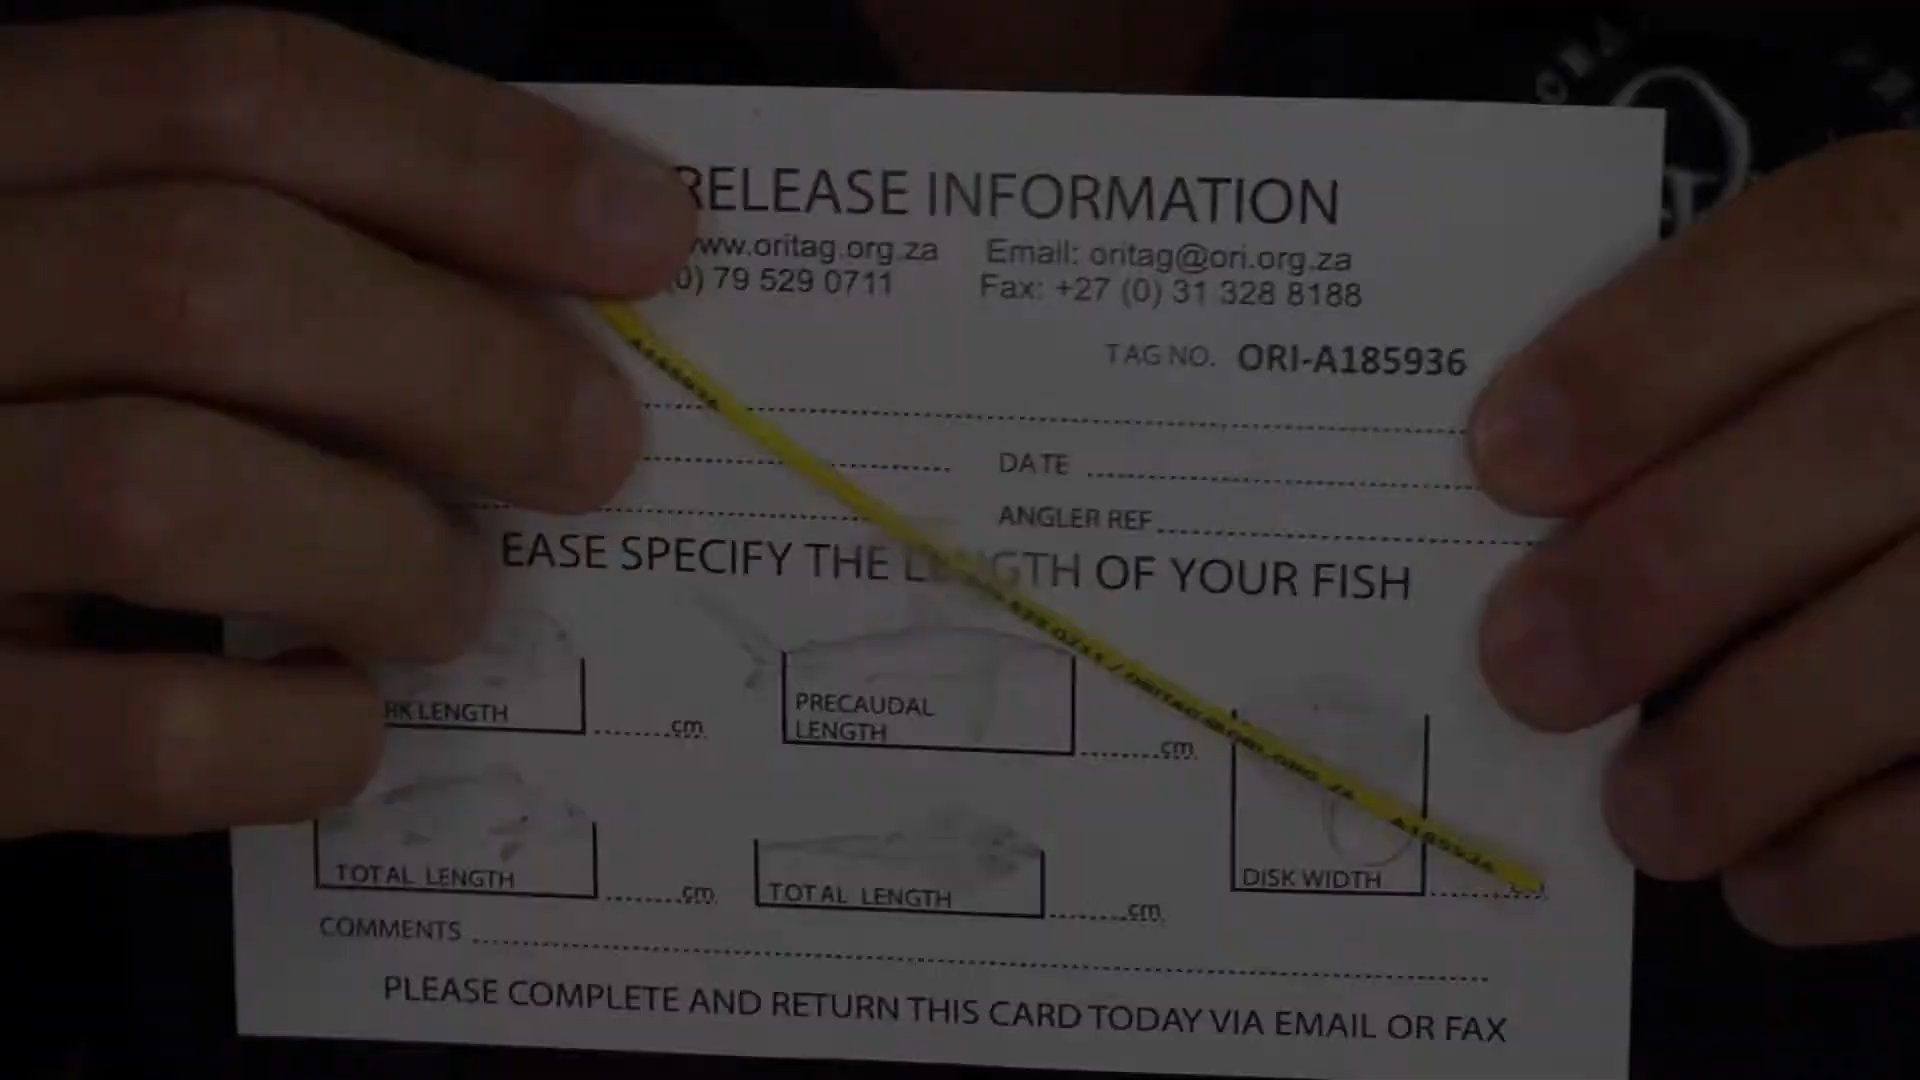 RELEASE INFORMATION
www.oritag.org.za Email: oritag@ori.org.za
(0) 79 529 0711 Fax: +27 (0) 31 328 8188
TAG NO. ORI-A185936
DATE
ANGLER REF
EASE SPECIFY THE LENGTH OF YOUR FISH
RK LENGTH cm
PRECAUDAL
LENGTH cm
TOTAL LENGTH cm
TOTAL LENGTH cm
DISK WIDTH
COMMENTS
PLEASE COMPLETE AND RETURN THIS CARD TODAY VIA EMAIL OR FAX